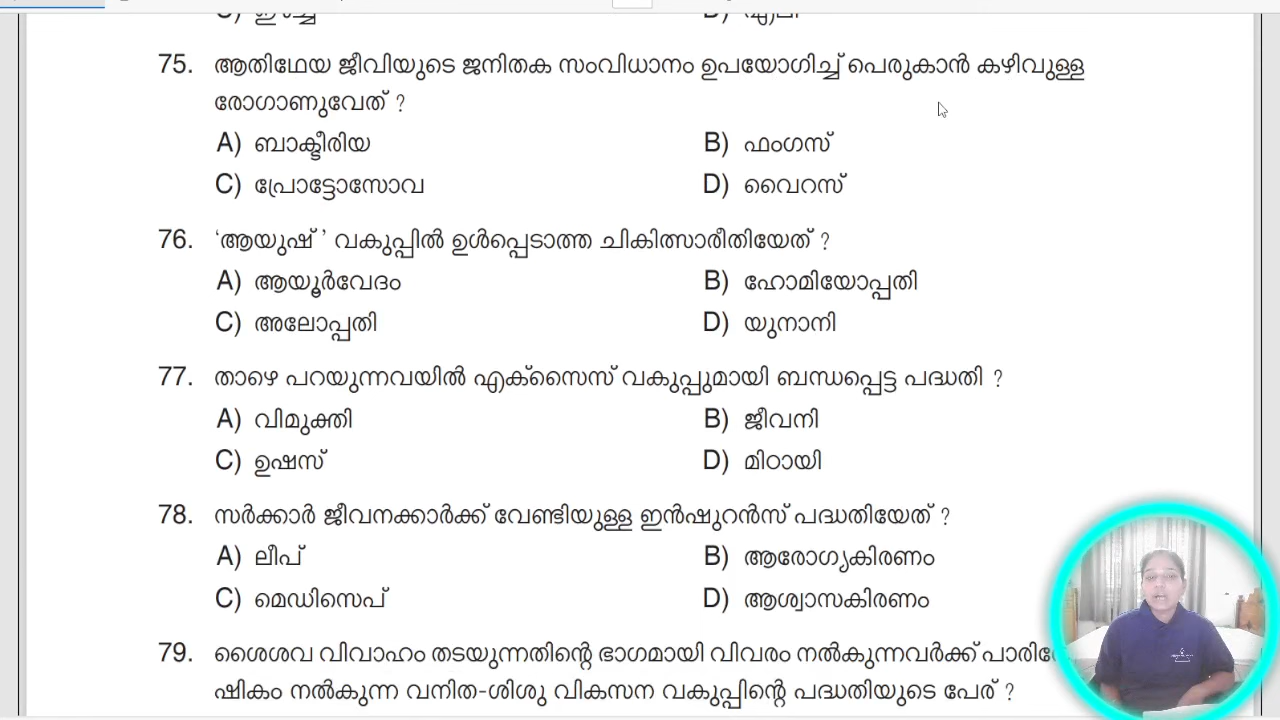 75. ആതിഥേയ ജീവിയുടെ ജനിതക സംവിധാനം ഉപയോഗിച്ച് പെരുകാൻ കഴിവുള്ള
രോഗാണുവേത് ?
A) ബാക്ടീരിയ B) ഫംഗസ്
C) പ്രോട്ടോസോവ D) വൈറസ്
76. ‘ആയുഷ് ’ വകുപ്പിൽ ഉൾപ്പെടാത്ത ചികിത്സാരീതിയേത് ?
A) ആയൂർവേദം B) ഹോമിയോപ്പതി
C) അലോപ്പതി D) യുനാനി
77. താഴെ പറയുന്നവയിൽ എക്സൈസ് വകുപ്പുമായി ബന്ധപ്പെട്ട പദ്ധതി ?
A) വിമുക്തി B) ജീവനി
C) ഉഷസ് D) മിഠായി
78. സർക്കാർ ജീവനക്കാർക്ക് വേണ്ടിയുള്ള ഇൻഷുറൻസ് പദ്ധതിയേത് ?
A) ലീപ് B) ആരോഗ്യകിരണം
C) മെഡിസെപ് D) ആശ്വാസകിരണം
79. ശൈശവ വിവാഹം തടയുന്നതിന്റെ ഭാഗമായി വിവരം നൽകുന്നവർക്ക്
ഷികം നൽകുന്ന വനിത-ശിശു വികസന വകുപ്പിന്റെ പദ്ധതിയുടെ പേര് ?